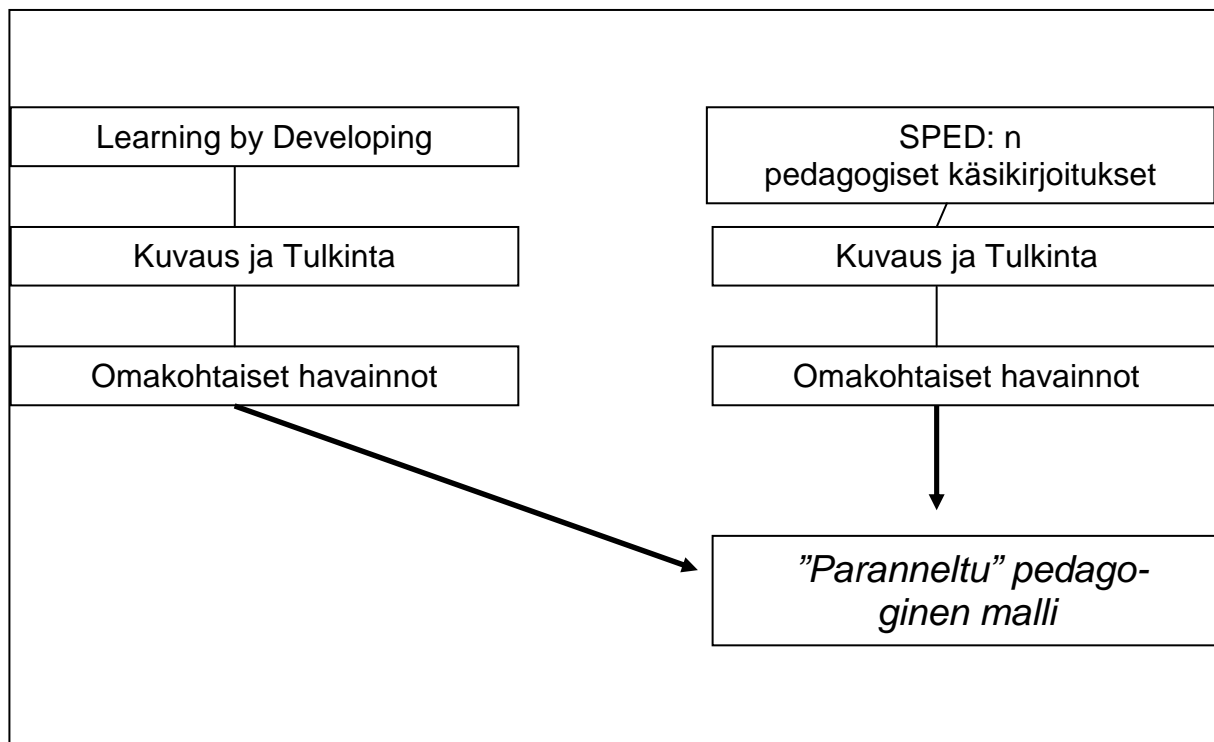 Learning by Developing
SPED: n
pedagogiset käsikirjoitukset
Kuvaus ja Tulkinta
Kuvaus ja Tulkinta
Omakohtaiset havainnot
Omakohtaiset havainnot
”Paranneltu” pedago-
ginen malli